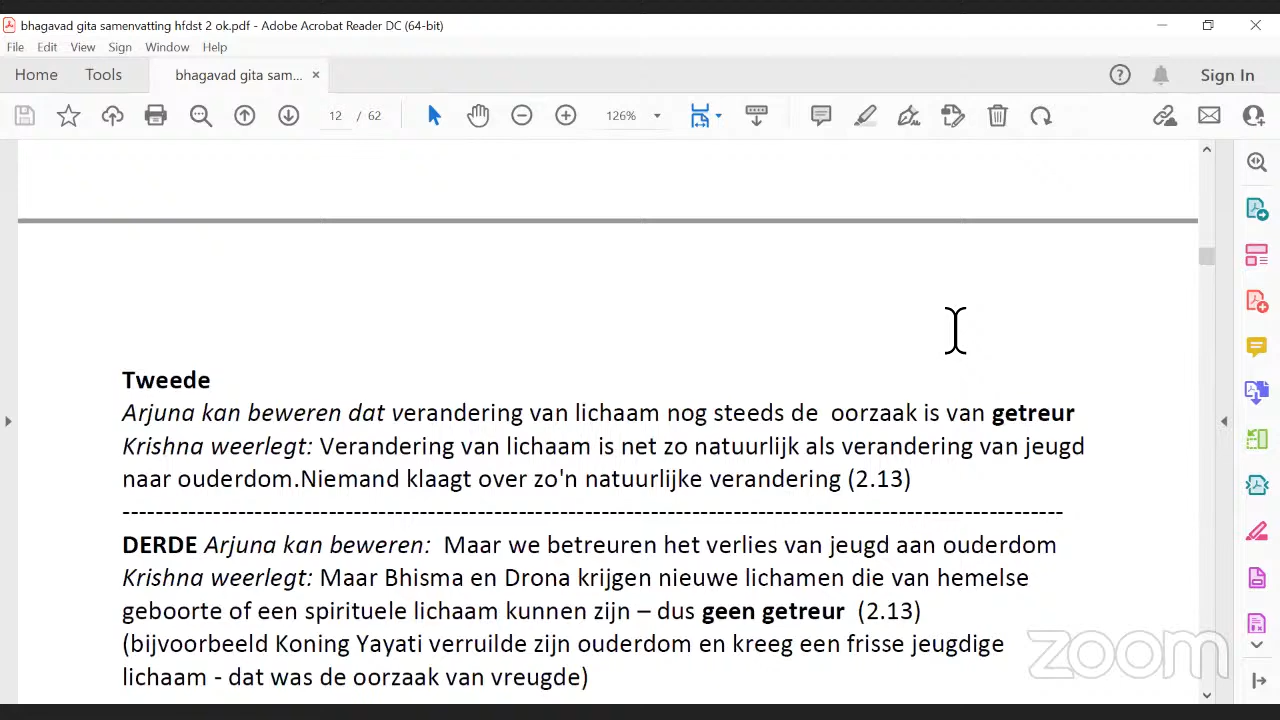 bhagavad gita samenvatting hfdst 2 ok.pdf - Adobe Acrobat Reader DC (64-bit)
File Edit View Sign Window Help
Home Tools bhagavad gita sam... × Sign In
12 / 62 126%
Tweede
Arjuna kan beweren dat verandering van lichaam nog steeds de oorzaak is van getreur
Krishna weerlegt: Verandering van lichaam is net zo natuurlijk als verandering van jeugd
naar ouderdom.Niemand klaagt over zo'n natuurlijke verandering (2.13)
------------------------------------------------------------------------------------------------------------------
DERDE Arjuna kan beweren: Maar we betreuren het verlies van jeugd aan ouderdom
Krishna weerlegt: Maar Bhisma en Drona krijgen nieuwe lichamen die van hemelse
geboorte of een spirituele lichaam kunnen zijn – dus geen getreur (2.13)
(bijvoorbeeld Koning Yayati verruilde zijn ouderdom en kreeg een frisse jeugdige
lichaam - dat was de oorzaak van vreugde)
zoom